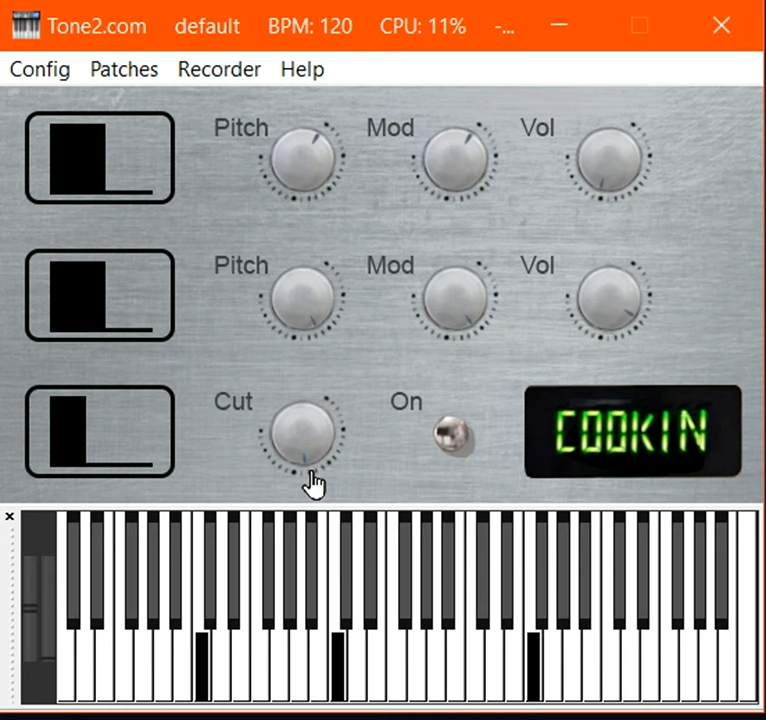 Tone2.com default BPM: 120 CPU: 11% -...
Config Patches Recorder Help
Pitch Mod Vol
Pitch Mod Vol
Cut On
COOKIN